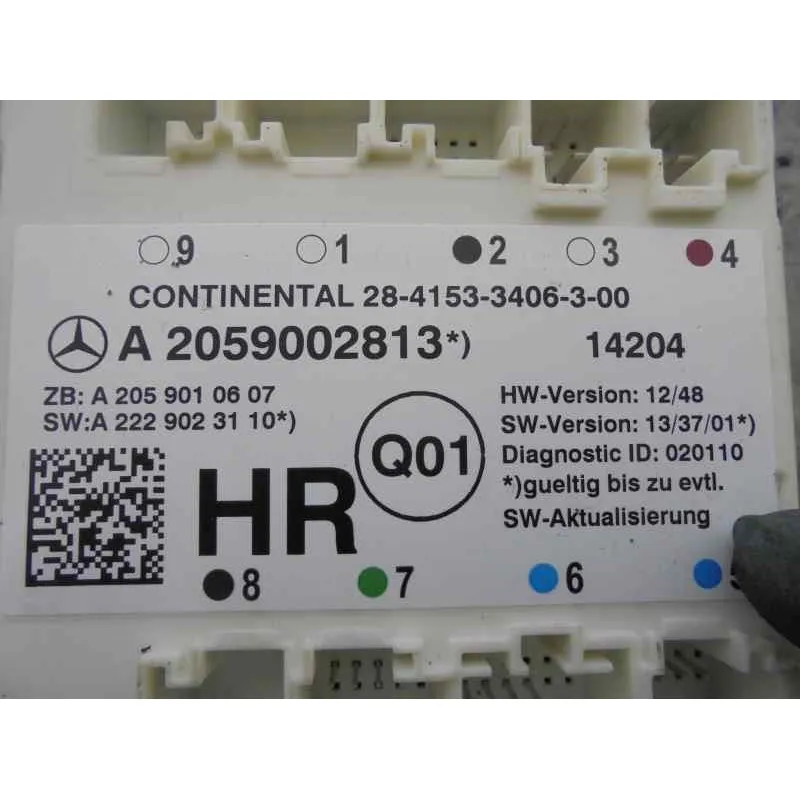 9 1 2 3 4
CONTINENTAL 28-4153-3406-3-00
A 2059002813*) 14204
ZB: A 205 901 06 07
SW:A 222 902 31 10*)
HW-Version: 12/48
SW-Version: 13/37/01*)
Diagnostic ID: 020110
*)gueltig bis zu evtl.
SW-Aktualisierung
Q01
HR
8 7 6